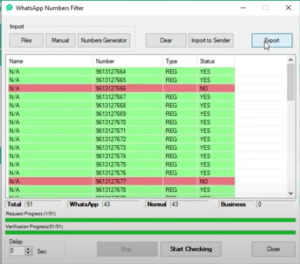 WhatsApp Numbers Filter
Import
Files Manual Numbers Generator Clear Import to Sender Export
Name Number Type Status
N/A 9613127664 REG YES
N/A 9613127665 REG YES
N/A 9613127666 NO
N/A 9613127667 REG YES
N/A 9613127668 REG YES
N/A 9613127669 REG YES
N/A 9613127670 REG YES
N/A 9613127671 REG YES
N/A 9613127672 REG YES
N/A 9613127673 REG YES
N/A 9613127674 REG YES
N/A 9613127675 REG YES
N/A 9613127676 REG YES
N/A 9613127677 NO
N/A 9613127678 REG YES
Total 51 WhatsApp 43 Normal 43 Business 0
Request Progress (1/51)
Verification Progress(51/51)
Delay
0 Sec Stop Start Checking Close